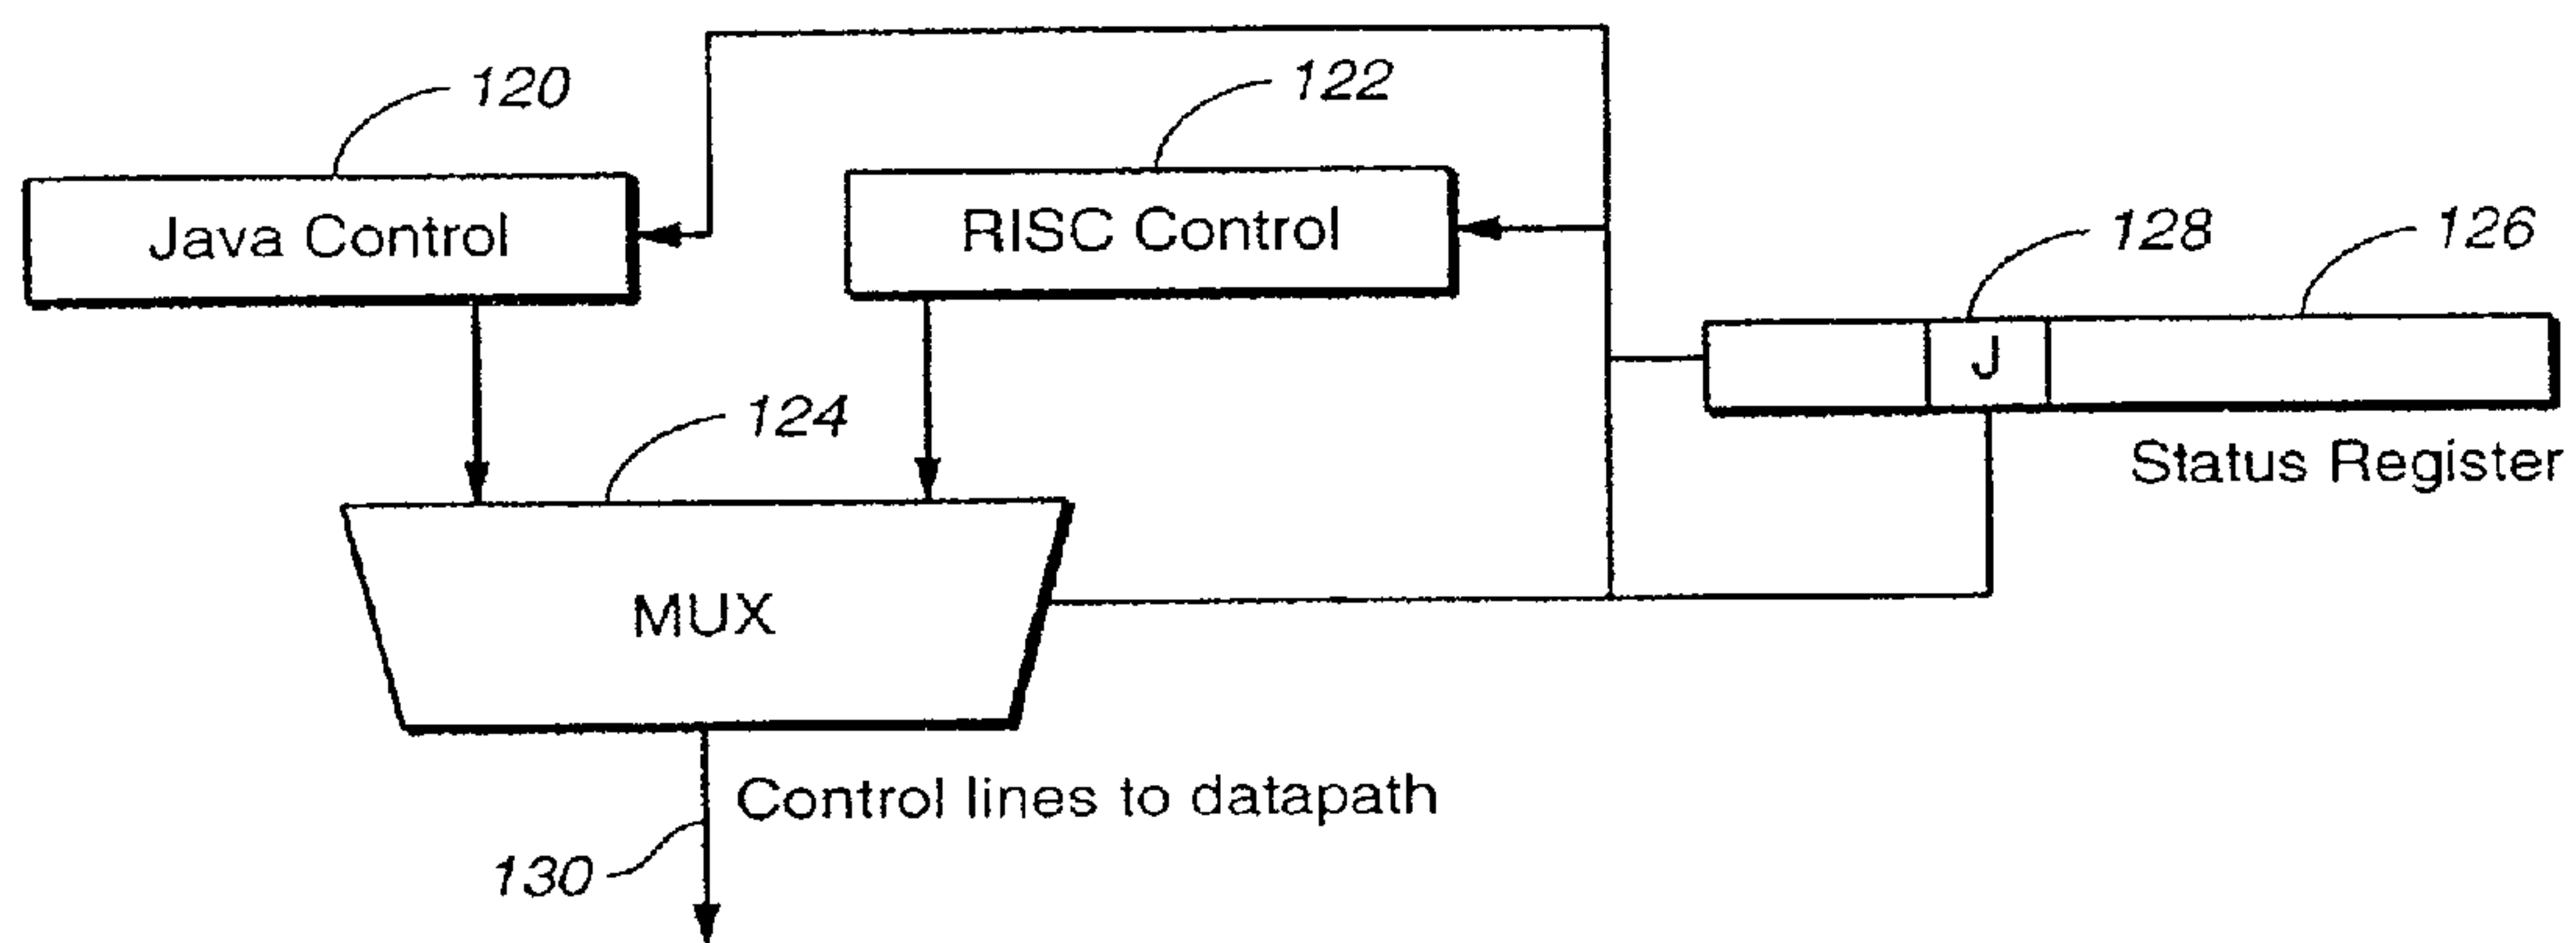 120
122
Java Control
RISC Control
128
126
J
124
Status Register
MUX
Control lines to datapath
130